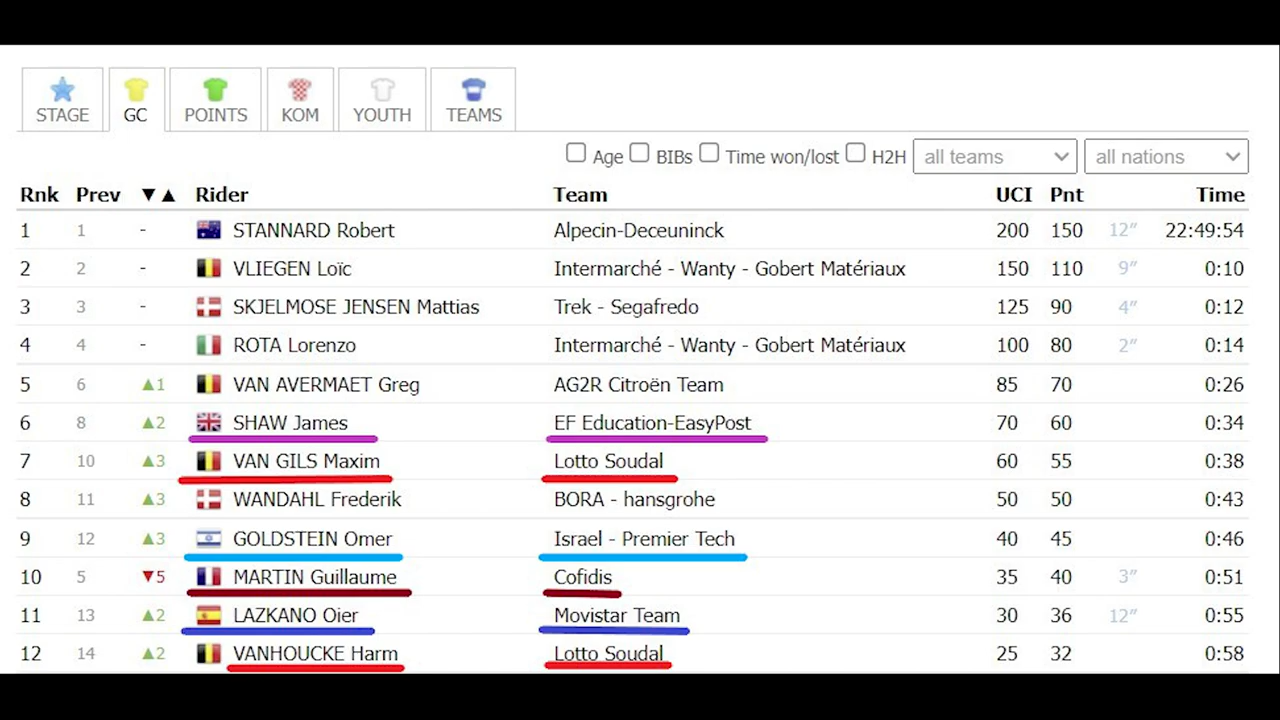 STAGE GC POINTS KOM YOUTH TEAMS
Age BIBs Time won/lost H2H all teams all nations
Rnk Prev ▼▲ Rider Team UCI Pnt Time
1 1 - STANNARD Robert Alpecin-Deceuninck 200 150 12″ 22:49:54
2 2 - VLIEGEN Loïc Intermarché - Wanty - Gobert Matériaux 150 110 9″ 0:10
3 3 - SKJELMOSE JENSEN Mattias Trek - Segafredo 125 90 4″ 0:12
4 4 - ROTA Lorenzo Intermarché - Wanty - Gobert Matériaux 100 80 2″ 0:14
5 6 ▲1 VAN AVERMAET Greg AG2R Citroën Team 85 70 0:26
6 8 ▲2 SHAW James EF Education-EasyPost 70 60 0:34
7 10 ▲3 VAN GILS Maxim Lotto Soudal 60 55 0:38
8 11 ▲3 WANDAHL Frederik BORA - hansgrohe 50 50 0:43
9 12 ▲3 GOLDSTEIN Omer Israel - Premier Tech 40 45 0:46
10 5 ▼5 MARTIN Guillaume Cofidis 35 40 3″ 0:51
11 13 ▲2 LAZKANO Oier Movistar Team 30 36 12″ 0:55
12 14 ▲2 VANHOUCKE Harm Lotto Soudal 25 32 0:58